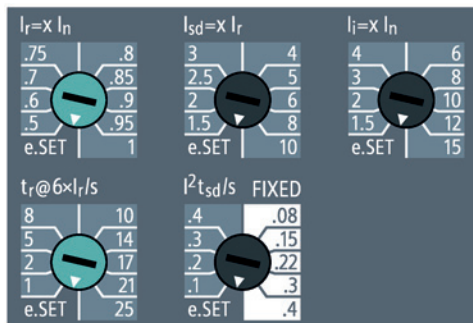 Ir=x In
.75 .8
.7 .85
.6 .9
.5 .95
e.SET 1
Isd=x Ir
3 4
2.5 5
2 6
1.5 8
e.SET 10
Ii=x In
4 6
3 8
2 10
1.5 12
e.SET 15
tr@6×Ir/s
8 10
5 14
2 17
1 21
e.SET 25
I²tsd/s FIXED
.4 .08
.3 .15
.2 .22
.1 .3
e.SET .4